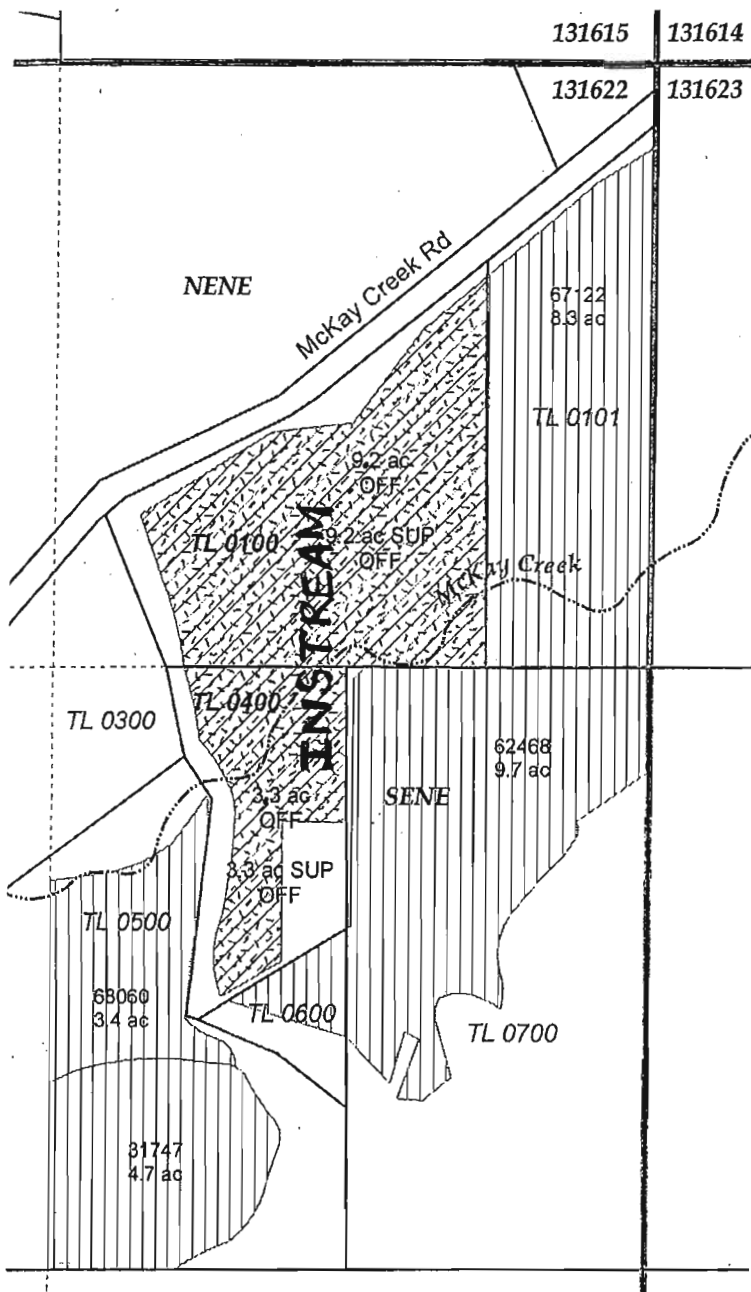 131615
131614
131622
131623
NENE
McKay Creek Rd
67122
8.3 ac
TL 0101
9.2 ac
OFF
TL 0100
9.2 ac SUP
OFF
INSTREAM
McKay Creek
TL 0400
TL 0300
62468
9.7 ac
SENE
3.3 ac
OFF
3.3 ac SUP
OFF
TL 0500
68060
3.4 ac
TL 0600
TL 0700
31747
4.7 ac